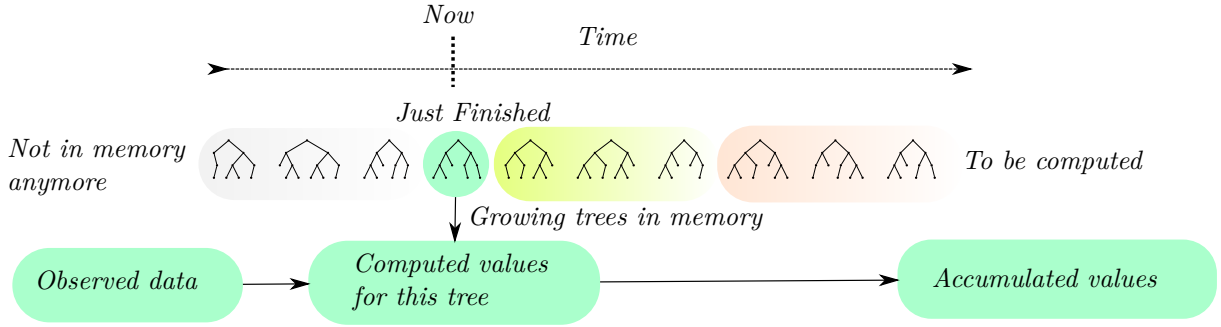 Now
Time
Just Finished
Not in memory
anymore
To be computed
Growing trees in memory
Observed data
Computed values
for this tree
Accumulated values